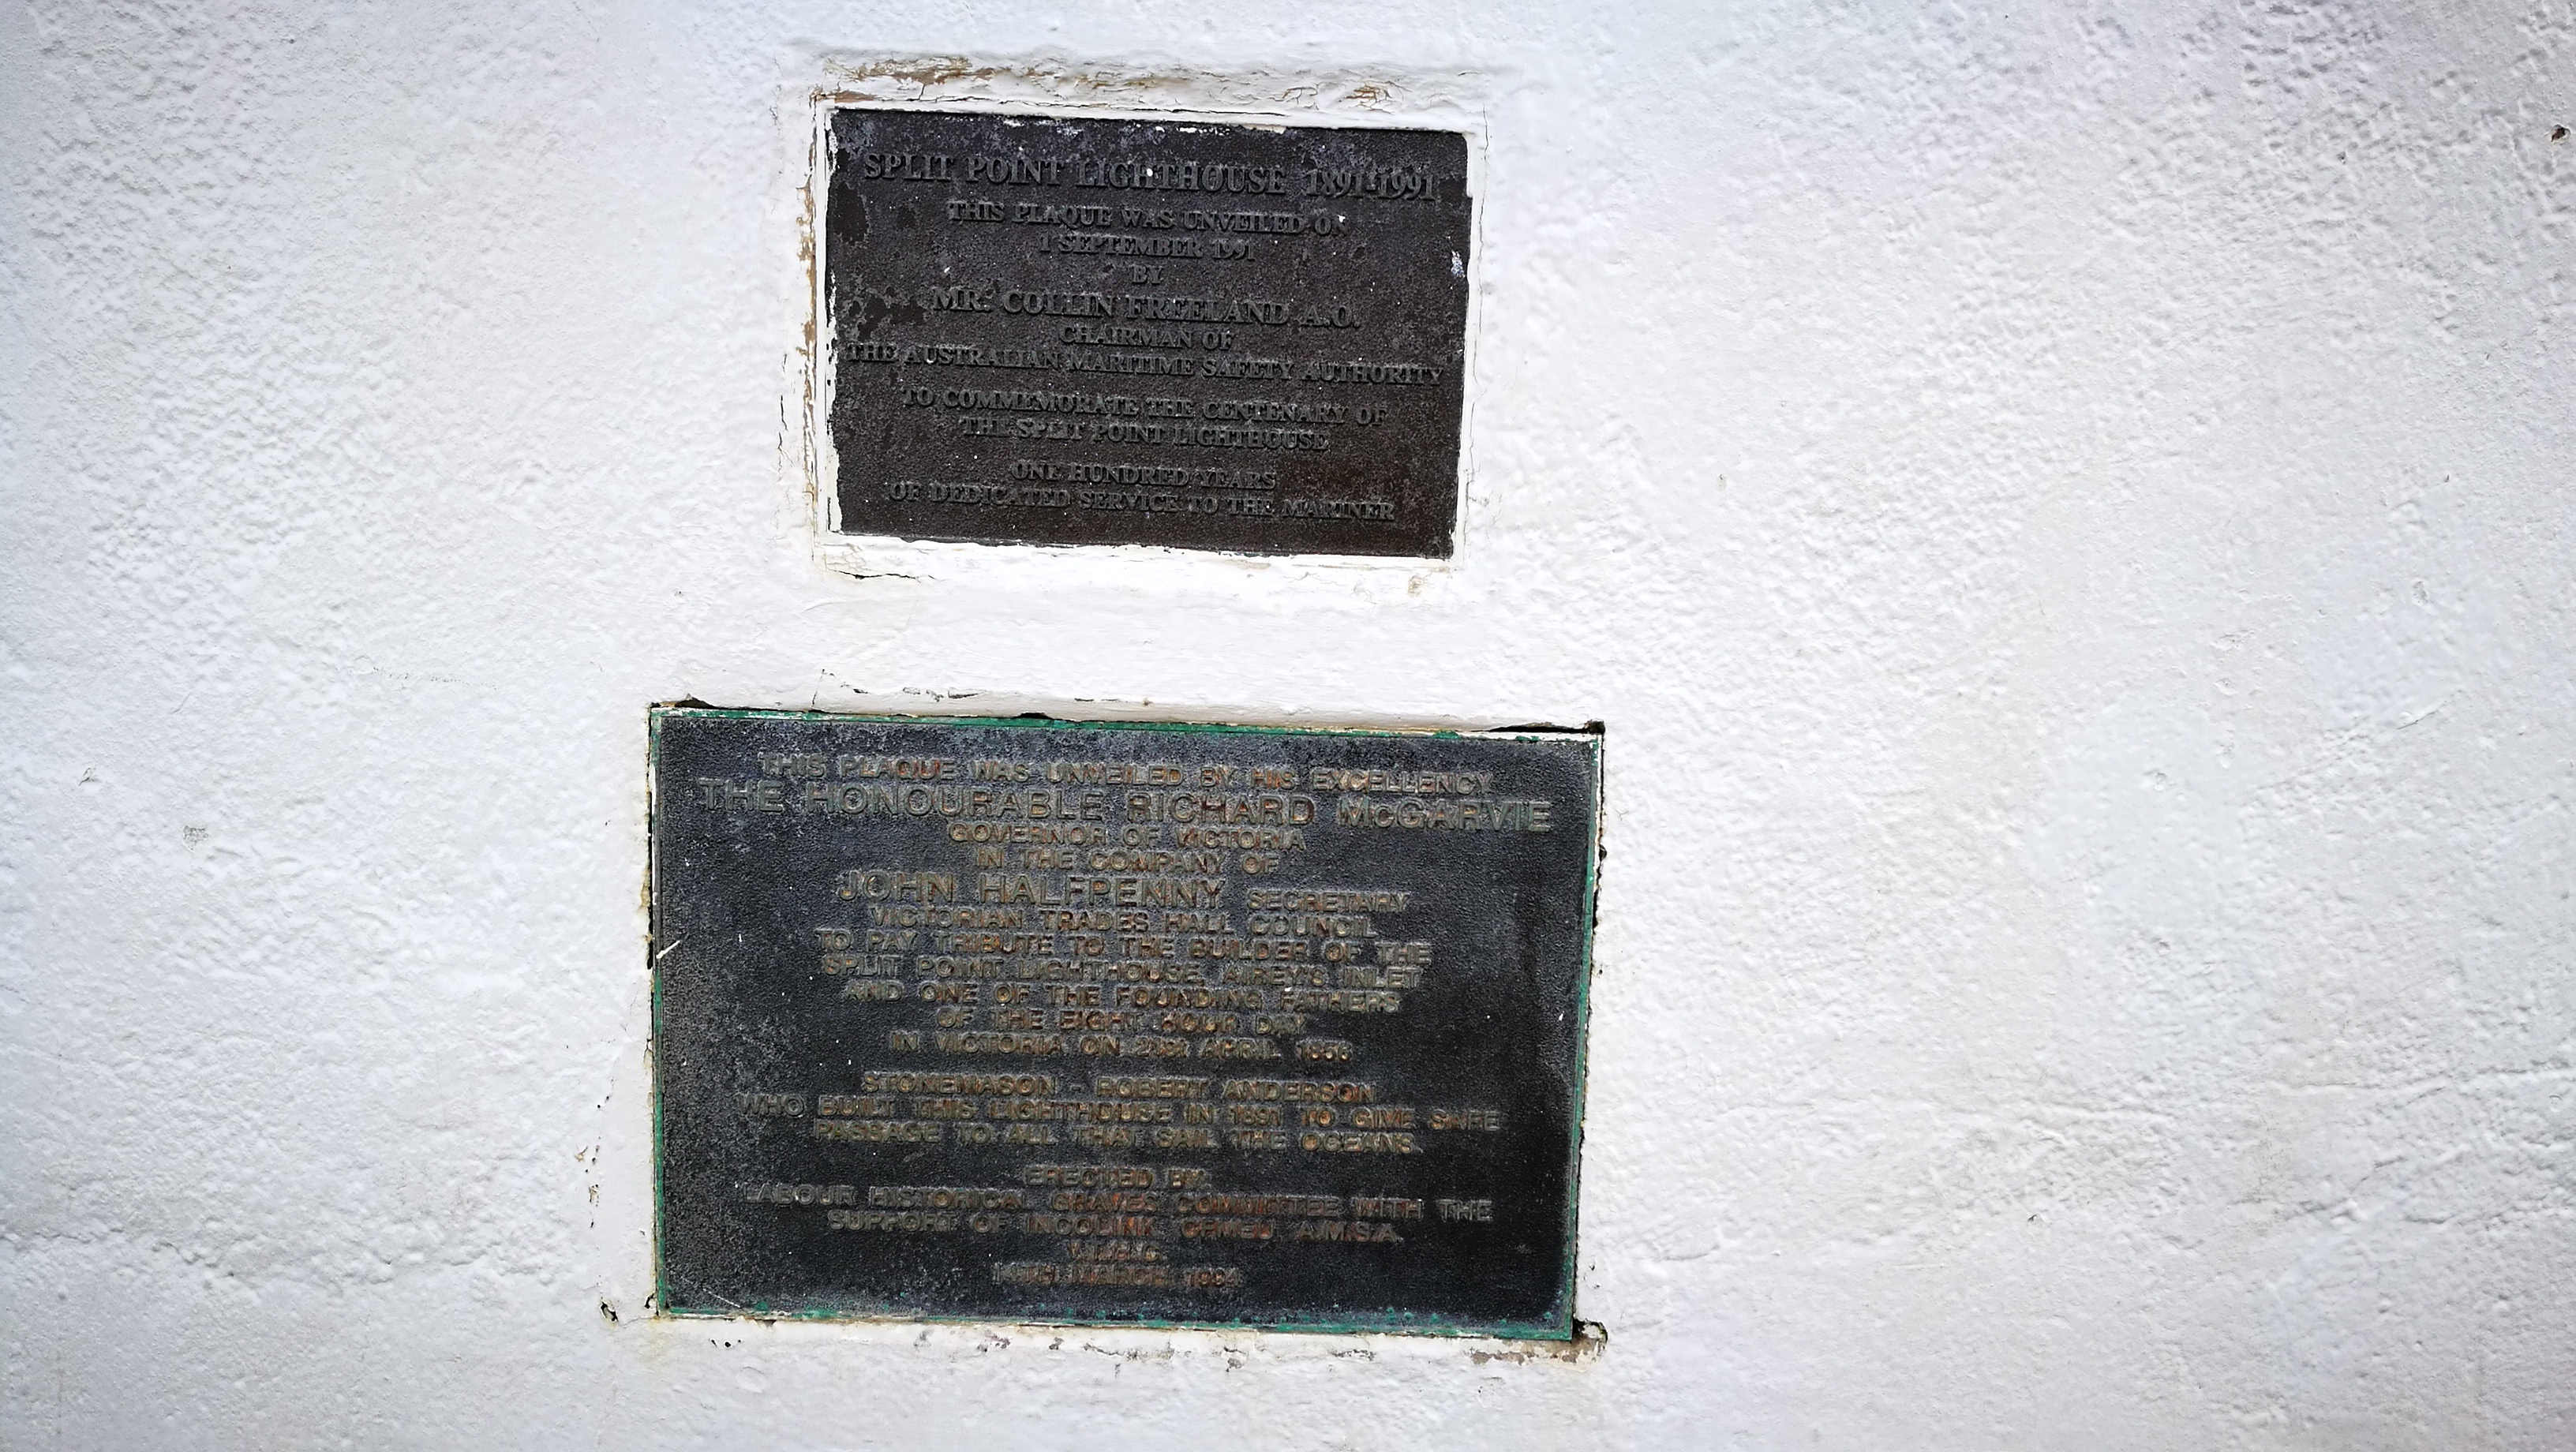 SPLIT POINT LIGHTHOUSE 1891-1991
THIS PLAQUE WAS UNVEILED ON
1 SEPTEMBER 1991
BY
MR. COLLIN FREELAND A.O.
CHAIRMAN OF
THE AUSTRALIAN MARITIME SAFETY AUTHORITY
TO COMMEMORATE THE CENTENARY OF
THE SPLIT POINT LIGHTHOUSE
ONE HUNDRED YEARS
OF DEDICATED SERVICE TO THE MARINER
THIS PLAQUE WAS UNVEILED BY HIS EXCELLENCY
THE HONOURABLE RICHARD McGARVIE
GOVERNOR OF VICTORIA
IN THE COMPANY OF
JOHN HALFPENNY SECRETARY
VICTORIAN TRADES HALL COUNCIL
TO PAY TRIBUTE TO THE BUILDER OF THE
SPLIT POINT LIGHTHOUSE, AIREY'S INLET
AND ONE OF THE FOUNDING FATHERS
OF THE EIGHT HOUR DAY
IN VICTORIA ON APRIL 1856
STONEMASON - ROBERT ANDERSON
WHO BUILT THIS LIGHTHOUSE IN 1891 TO GIVE SAFE
PASSAGE TO ALL THAT SAIL THE OCEANS.
ERECTED BY:
LABOUR HISTORICAL GRAVES COMMITTEE WITH THE
SUPPORT OF INCOLINK, CFMEU, A.M.S.A.
MARCH, 1994